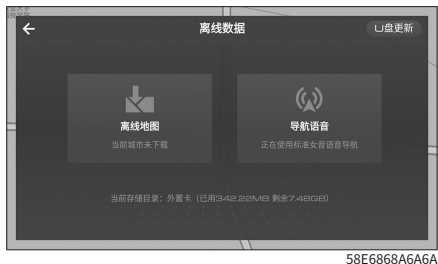 离线数据
U盘更新
离线地图
当前城市未下载
导航语音
正在使用标准女音语音导航
当前存储目录：外置卡（已用342.22MB 剩余7.48GB）
58E6868A6A6A